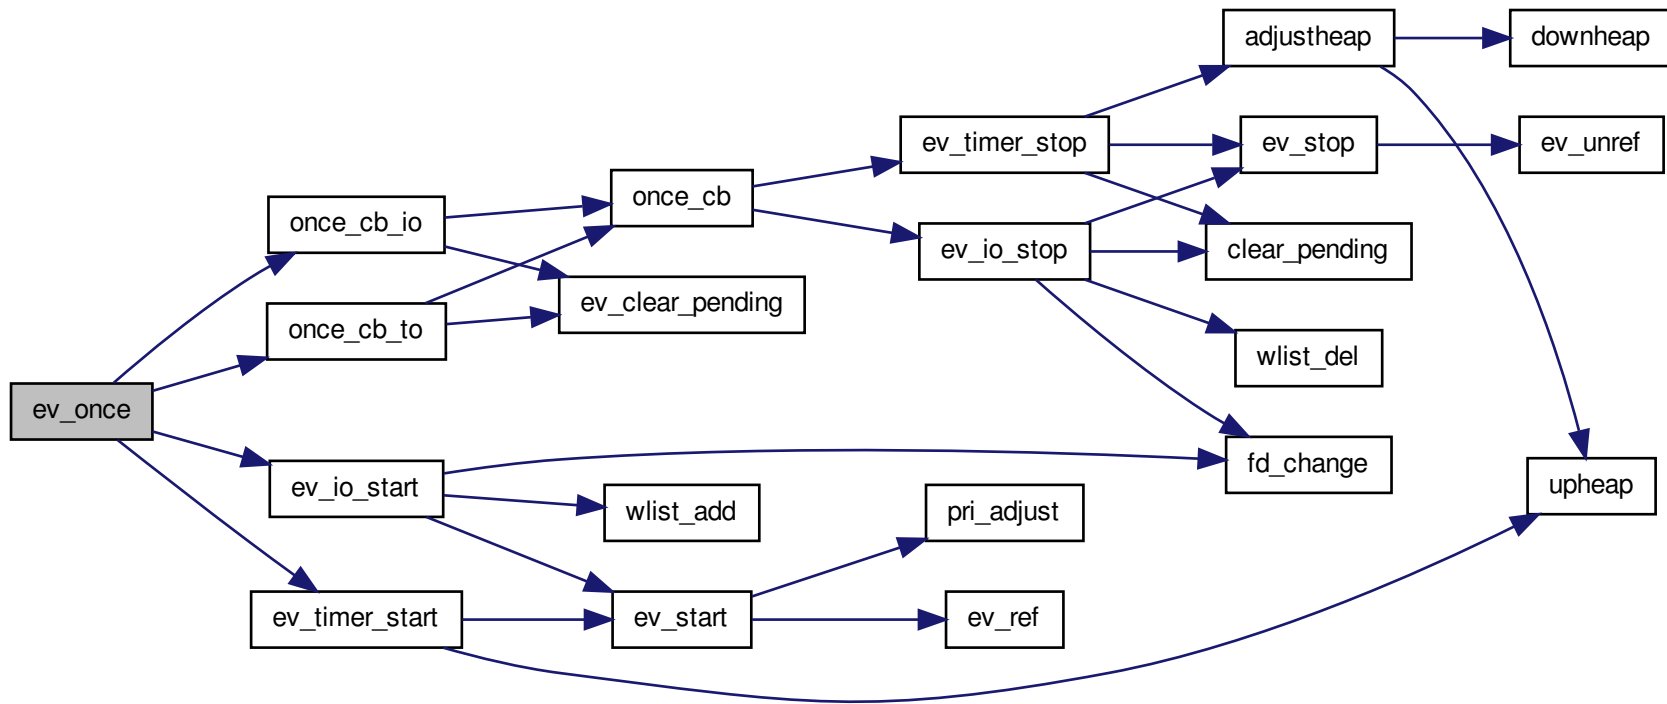 adjustheap
downheap
ev_timer_stop
ev_stop
ev_unref
once_cb
once_cb_io
ev_io_stop
clear_pending
ev_clear_pending
once_cb_to
wlist_del
ev_once
fd_change
ev_io_start
upheap
wlist_add
pri_adjust
ev_timer_start
ev_start
ev_ref